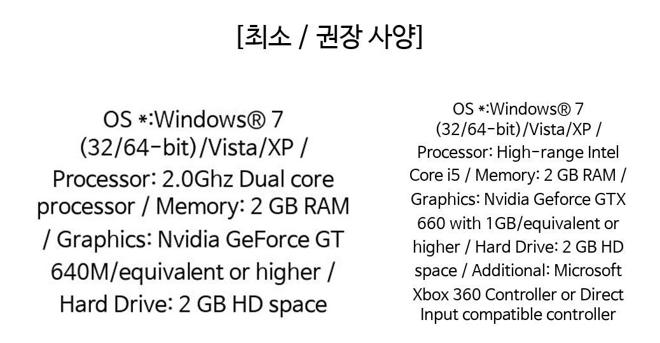 [최소 / 권장 사양]
OS *:Windows® 7
(32/64-bit)/Vista/XP /
Processor: 2.0Ghz Dual core
processor / Memory: 2 GB RAM
/ Graphics: Nvidia GeForce GT
640M/equivalent or higher /
Hard Drive: 2 GB HD space
OS *:Windows® 7
(32/64-bit)/Vista/XP /
Processor: High-range Intel
Core i5 / Memory: 2 GB RAM /
Graphics: Nvidia Geforce GTX
660 with 1GB/equivalent or
higher / Hard Drive: 2 GB HD
space / Additional: Microsoft
Xbox 360 Controller or Direct
Input compatible controller